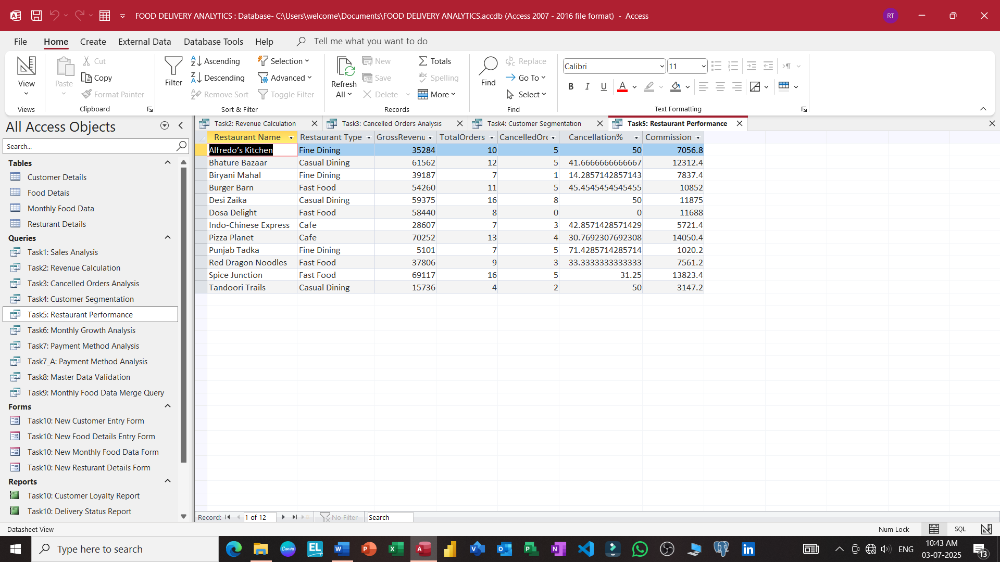 FOOD DELIVERY ANALYTICS : Database- C:\Users\welcome\Documents\FOOD DELIVERY ANALYTICS.accdb (Access 2007 - 2016 file format) - Access
RT
File Home Create External Data Database Tools Help Tell me what you want to do
View
Views
Paste
Cut
Copy
Format Painter
Clipboard
Filter
Ascending
Descending
Remove Sort
Selection
Advanced
Toggle Filter
Sort & Filter
Refresh All
New
Save
Delete
Totals
Spelling
More
Records
Find
Replace
Go To
Select
Find
Calibri 11
B I U A
Text Formatting
All Access Objects
Search...
Tables
Customer Details
Food Detais
Monthly Food Data
Resturant Details
Queries
Task1: Sales Analysis
Task2: Revenue Calculation
Task3: Cancelled Orders Analysis
Task4: Customer Segmentation
Task5: Restaurant Performance
Task6: Monthly Growth Analysis
Task7: Payment Method Analysis
Task7_A: Payment Method Analysis
Task8: Master Data Validation
Task9: Monthly Food Data Merge Query
Forms
Task10: New Customer Entry Form
Task10: New Food Details Entry Form
Task10: New Monthly Food Data Form
Task10: New Resturant Details Form
Reports
Task10: Customer Loyalty Report
Task10: Delivery Status Report
Task2: Revenue Calculation Task3: Cancelled Orders Analysis Task4: Customer Segmentation Task5: Restaurant Performance
Restaurant Name Restaurant Type GrossRevenu TotalOrders CancelledOrc Cancellation% Commission
Alfredo’s Kitchen Fine Dining 35284 10 5 50 7056.8
Bhature Bazaar Casual Dining 61562 12 5 41.6666666666667 12312.4
Biryani Mahal Fine Dining 39187 7 1 14.2857142857143 7837.4
Burger Barn Fast Food 54260 11 5 45.4545454545455 10852
Desi Zaika Casual Dining 59375 16 8 50 11875
Dosa Delight Fast Food 58440 8 0 0 11688
Indo-Chinese Express Cafe 28607 7 3 42.8571428571429 5721.4
Pizza Planet Cafe 70252 13 4 30.7692307692308 14050.4
Punjab Tadka Fine Dining 5101 7 5 71.4285714285714 1020.2
Red Dragon Noodles Fast Food 37806 9 3 33.3333333333333 7561.2
Spice Junction Fast Food 69117 16 5 31.25 13823.4
Tandoori Trails Casual Dining 15736 4 2 50 3147.2
Record: 1 of 12 No Filter Search
Datasheet View Num Lock SQL
Type here to search
Canva
EL
ENG
10:43 AM
03-07-2025
13